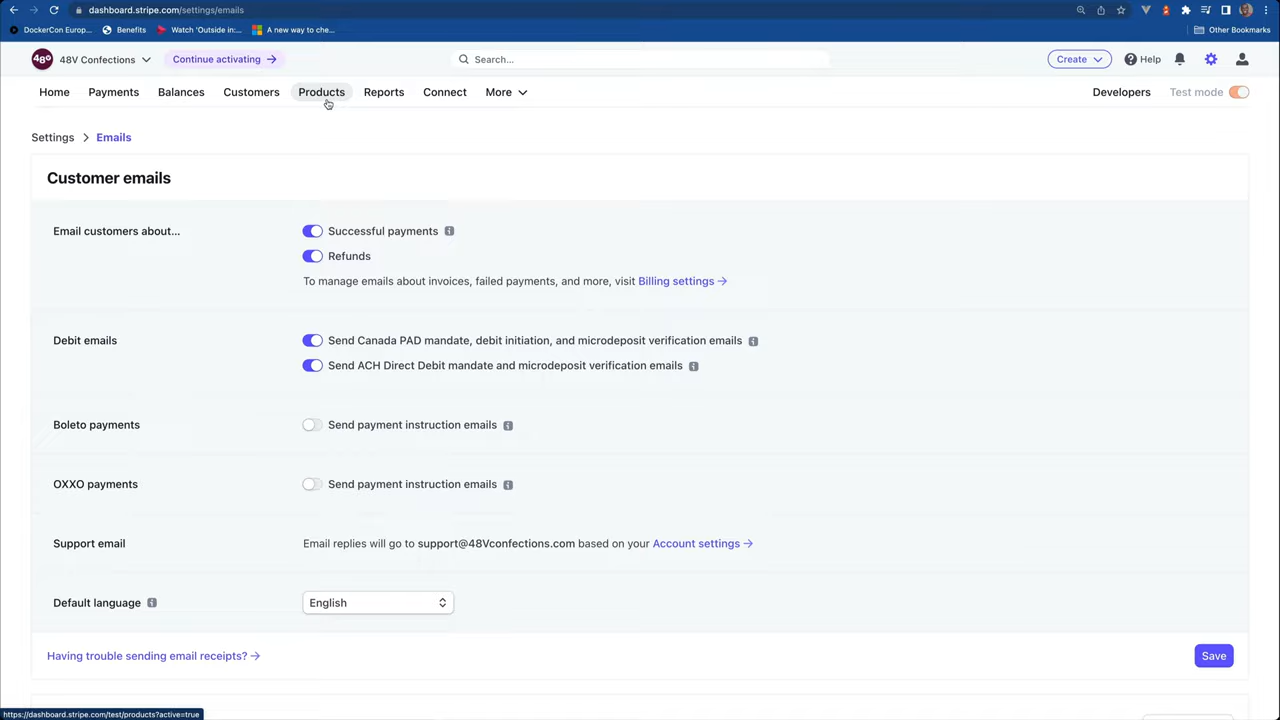 dashboard.stripe.com/settings/emails
DockerCon Europ... Benefits Watch 'Outside in:... A new way to che... Other Bookmarks
48 48V Confections Continue activating → Search... Create Help
Home Payments Balances Customers Products Reports Connect More Developers Test mode
Settings > Emails
Customer emails
Email customers about... Successful payments
Refunds
To manage emails about invoices, failed payments, and more, visit Billing settings →
Debit emails Send Canada PAD mandate, debit initiation, and microdeposit verification emails
Send ACH Direct Debit mandate and microdeposit verification emails
Boleto payments Send payment instruction emails
OXXO payments Send payment instruction emails
Support email Email replies will go to support@48Vconfections.com based on your Account settings →
Default language English
Having trouble sending email receipts? → Save
https://dashboard.stripe.com/test/products?active=true